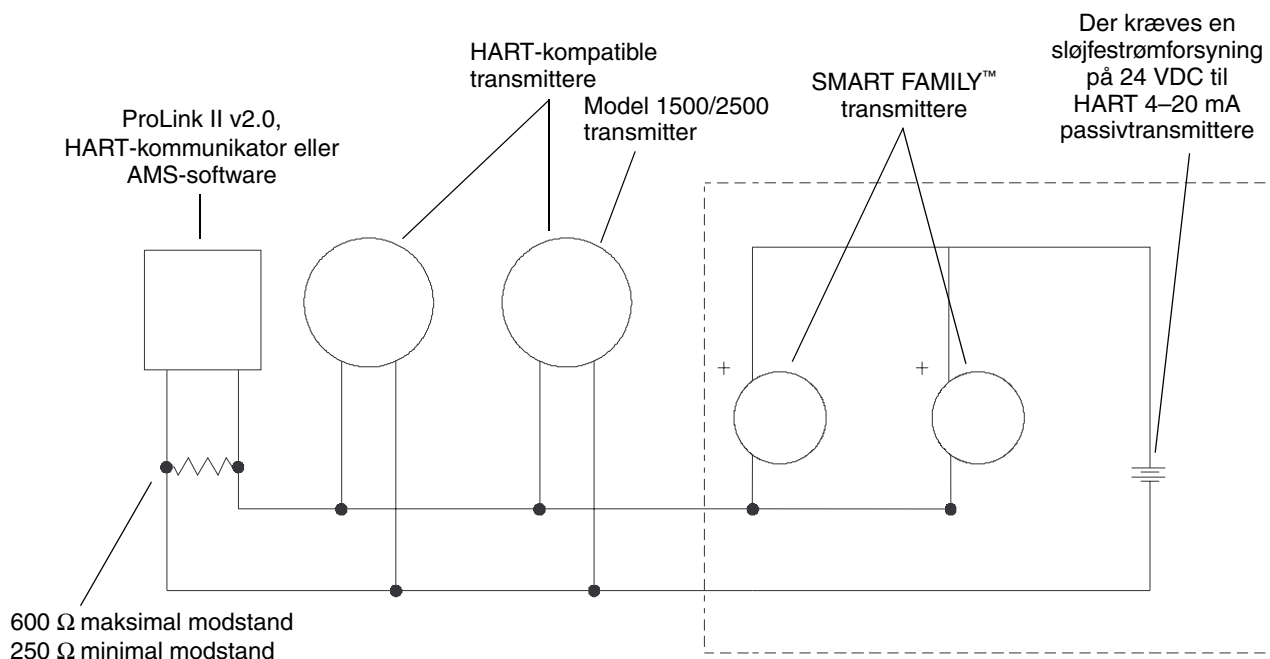 Der kræves en
sløjfestrømforsyning
på 24 VDC til
HART 4–20 mA
passivtransmittere
HART-kompatible
transmittere
SMART FAMILY™
transmittere
Model 1500/2500
transmitter
ProLink II v2.0,
HART-kommunikator eller
AMS-software
+
+
600 Ω maksimal modstand
250 Ω minimal modstand